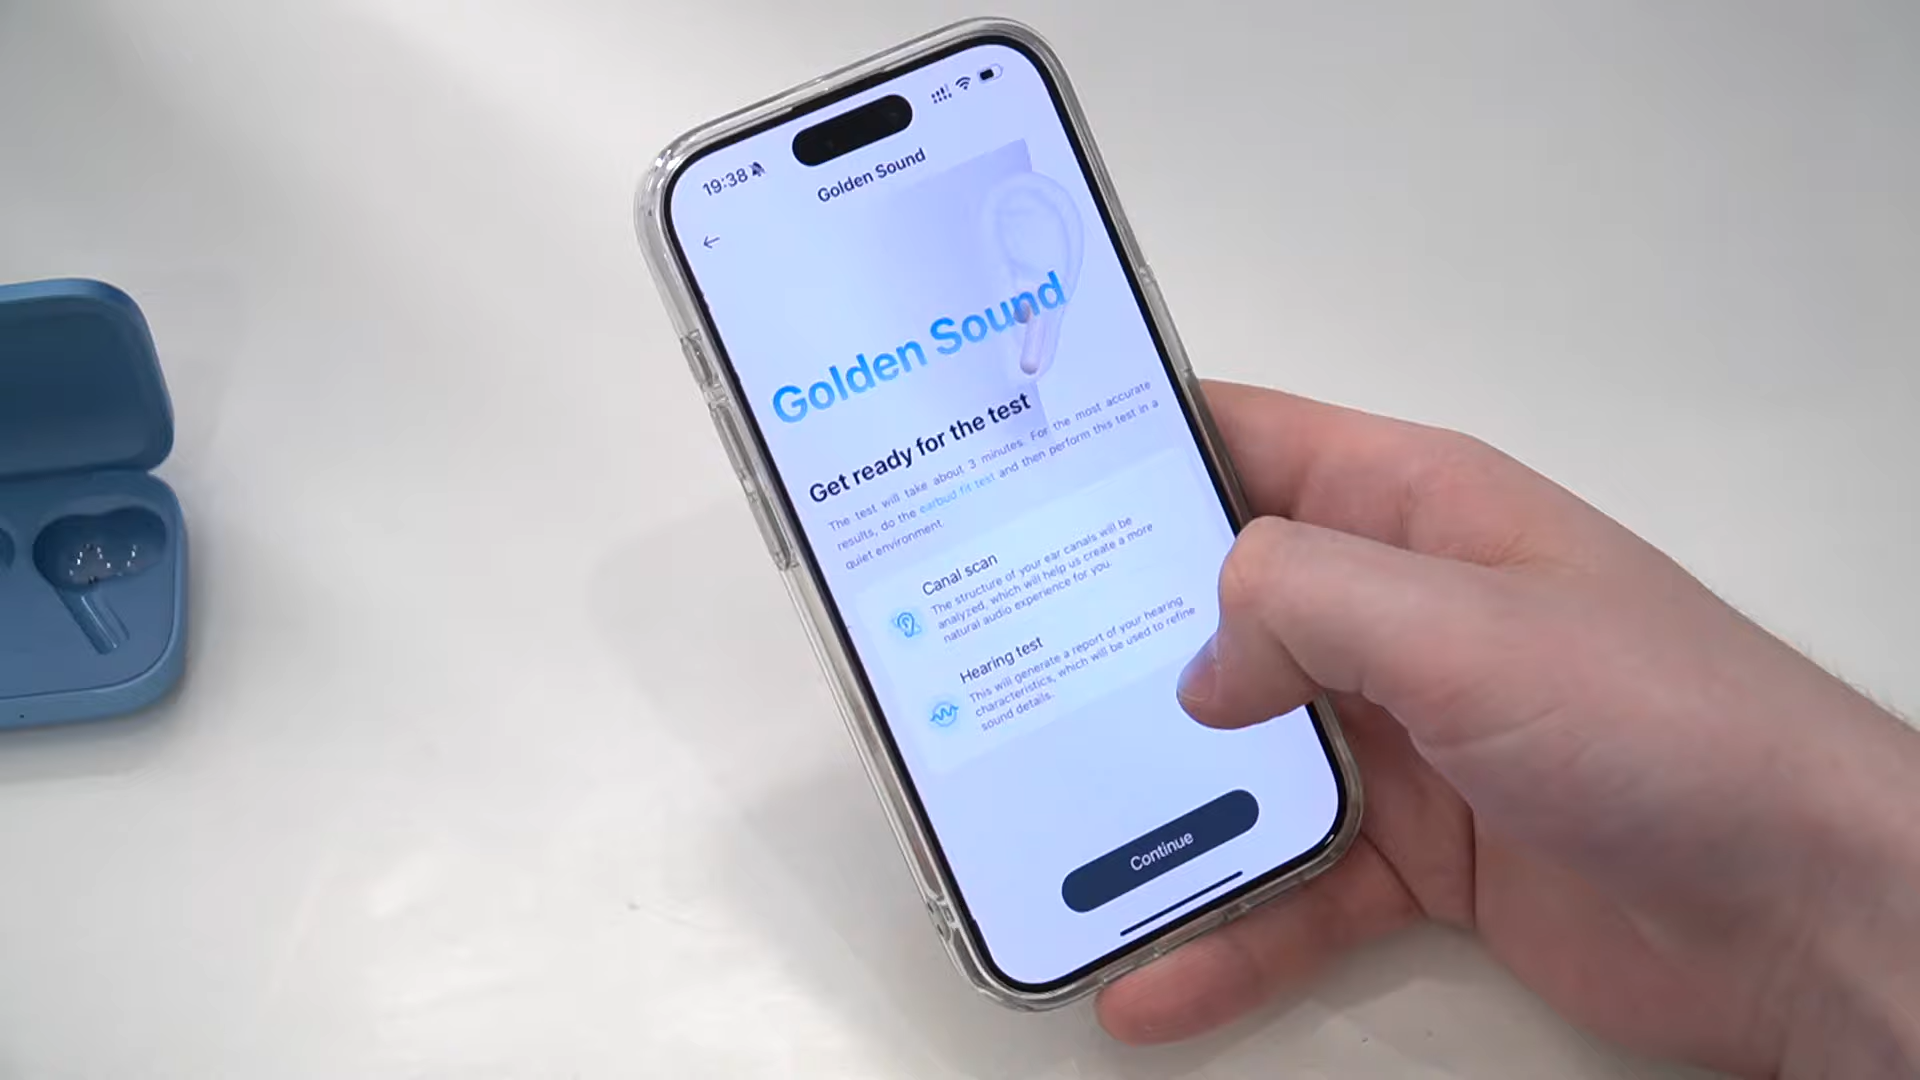 19:38
Golden Sound
Golden Sound
Get ready for the test
The test will take about 3 minutes. For the most accurate
results, do the earbud fit test and then perform this test in a
quiet environment.
Canal scan
The structure of your ear canals will be
analyzed, which will help us create a more
natural audio experience for you.
Hearing test
This will generate a report of your hearing
characteristics, which will be used to refine
sound details.
Continue